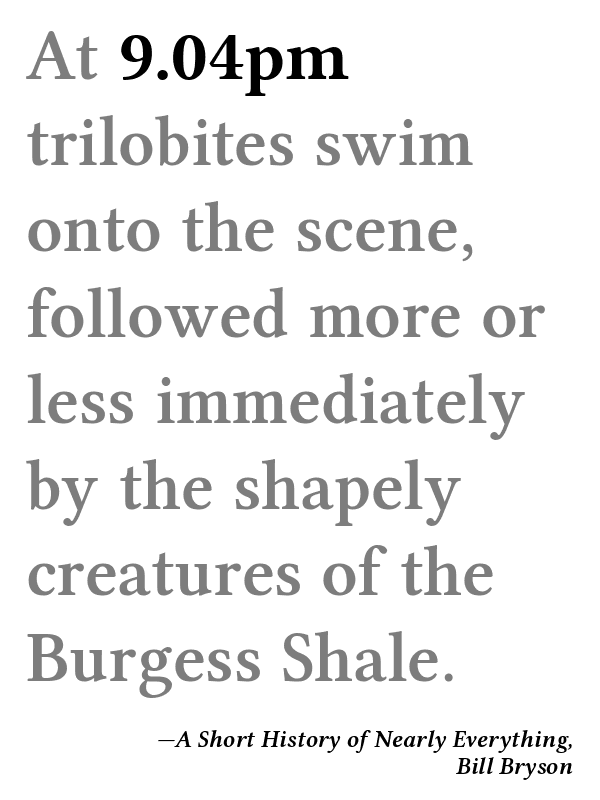 At 9.04pm
trilobites swim
onto the scene,
followed more or
less immediately
by the shapely
creatures of the
Burgess Shale.
—A Short History of Nearly Everything,
Bill Bryson